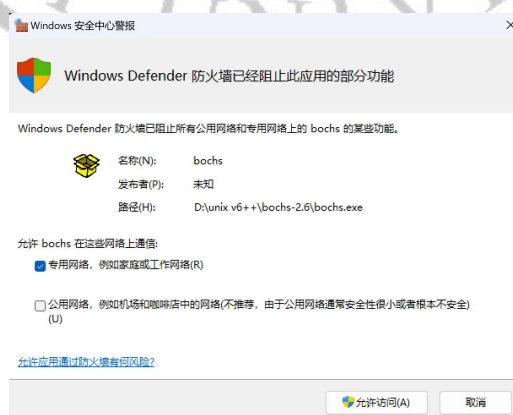 Windows 安全中心警报
Windows Defender 防火墙已经阻止此应用的部分功能
Windows Defender 防火墙已阻止所有公用网络和专用网络上的 bochs 的某些功能。
名称(N): bochs
发布者(P): 未知
路径(H): D:\unix v6++\bochs-2.6\bochs.exe
允许 bochs 在这些网络上通信:
专用网络，例如家庭或工作网络(R)
公用网络，例如机场和咖啡店中的网络(不推荐，由于公用网络通常安全性很小或者根本不安全)
(U)
允许应用通过防火墙有何风险?
允许访问(A) 取消